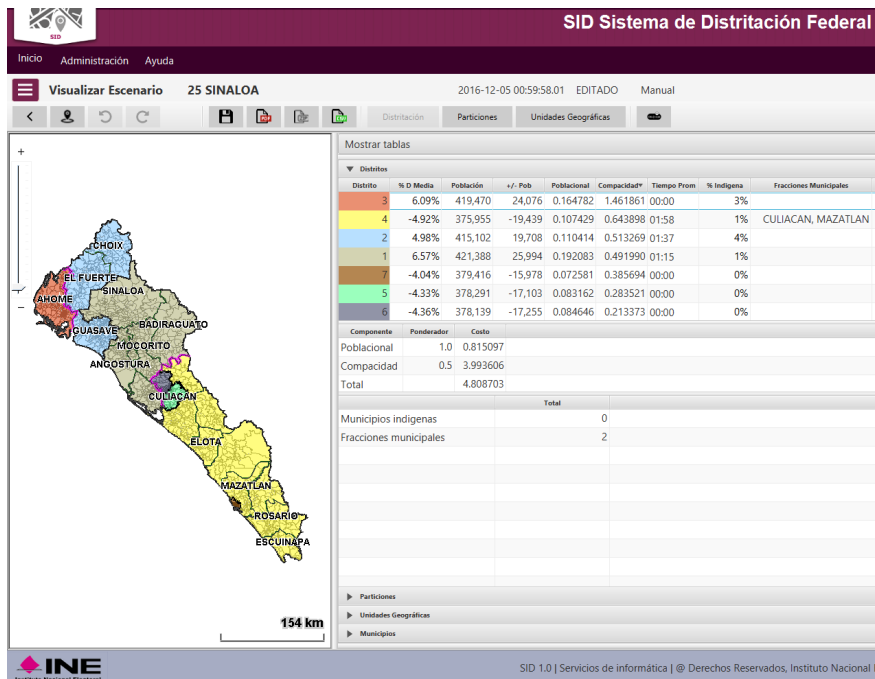 SID
SID Sistema de Distritación Federal
Inicio Administración Ayuda
Visualizar Escenario 25 SINALOA 2016-12-05 00:59:58.01 EDITADO Manual
Distritación Particiones Unidades Geográficas
Mostrar tablas
Distritos
Distrito % D Media Población +/- Pob Poblacional Compacidad▾ Tiempo Prom % Indigena Fracciones Municipales
3 6.09% 419,470 24,076 0.164782 1.461861 00:00 3%
4 -4.92% 375,955 -19,439 0.107429 0.643898 01:58 1% CULIACAN, MAZATLAN
2 4.98% 415,102 19,708 0.110414 0.513269 01:37 4%
1 6.57% 421,388 25,994 0.192083 0.491990 01:15 1%
7 -4.04% 379,416 -15,978 0.072581 0.385694 00:00 0%
5 -4.33% 378,291 -17,103 0.083162 0.283521 00:00 0%
6 -4.36% 378,139 -17,255 0.084646 0.213373 00:00 0%
Componente Ponderador Costo
Poblacional 1.0 0.815097
Compacidad 0.5 3.993606
Total 4.808703
Total
Municipios indigenas 0
Fracciones municipales 2
Particiones
Unidades Geográficas
Municipios
+
−
CHOIX
EL FUERTE
SINALOA
AHOME
GUASAVE
BADIRAGUATO
MOCORITO
ANGOSTURA
CULIACÁN
ELOTA
MAZATLAN
ROSARIO
ESCUINAPA
154 km
INE
Instituto Nacional Electoral
SID 1.0 | Servicios de informática | @ Derechos Reservados, Instituto Nacional